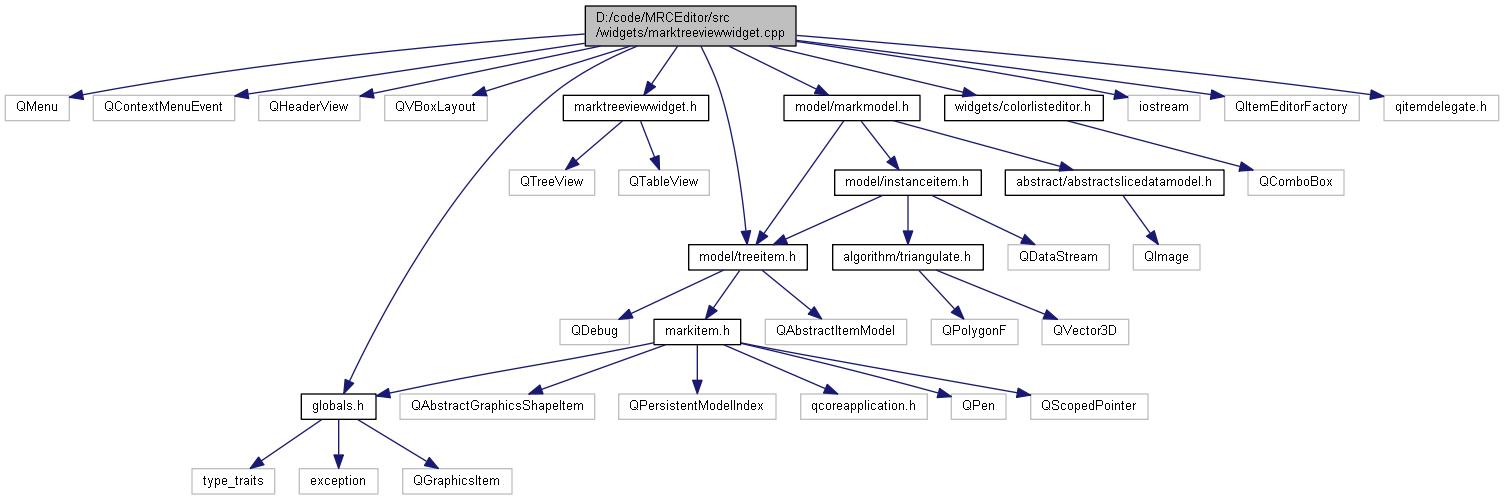 D:/code/MRCEditor/src
/widgets/marktreeviewwidget.cpp
QMenu
QContextMenuEvent
QHeaderView
QVBoxLayout
marktreeviewwidget.h
model/markmodel.h
widgets/colorlisteditor.h
iostream
QItemEditorFactory
qitemdelegate.h
QTreeView
QTableView
model/instanceitem.h
abstract/abstractslicedatamodel.h
QComboBox
model/treeitem.h
algorithm/triangulate.h
QDataStream
QImage
QDebug
markitem.h
QAbstractItemModel
QPolygonF
QVector3D
globals.h
QAbstractGraphicsShapeItem
QPersistentModelIndex
qcoreapplication.h
QPen
QScopedPointer
type_traits
exception
QGraphicsItem